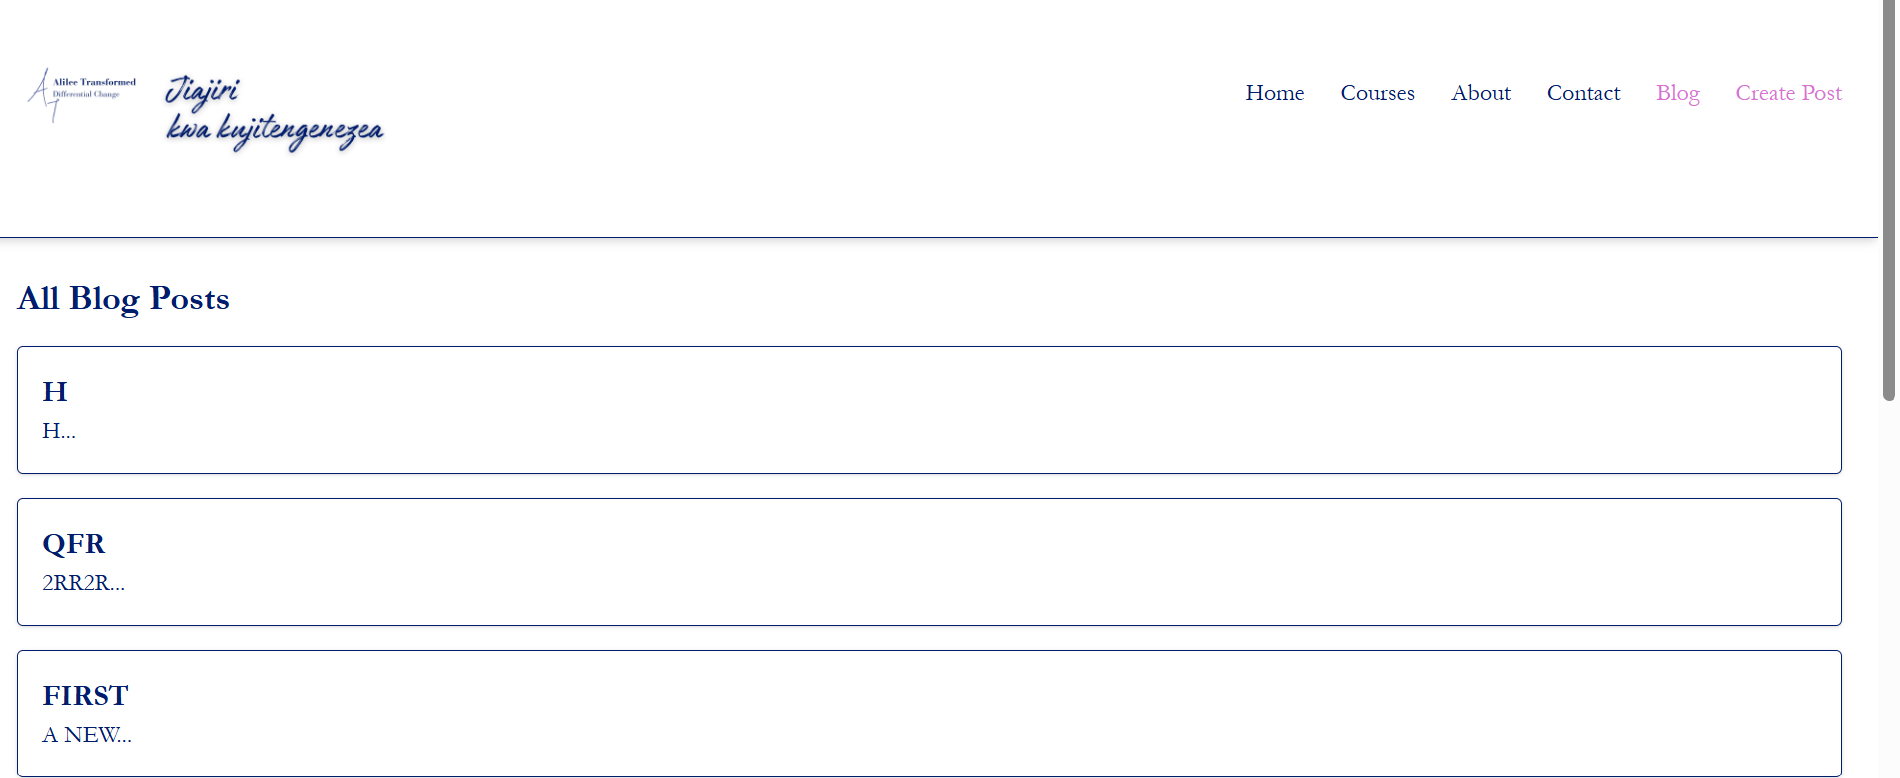 Alilee Transformed
Differential Change
Jiajiri
kwa kujitengenezea
Home Courses About Contact Blog Create Post
All Blog Posts
H
H...
QFR
2RR2R...
FIRST
A NEW...